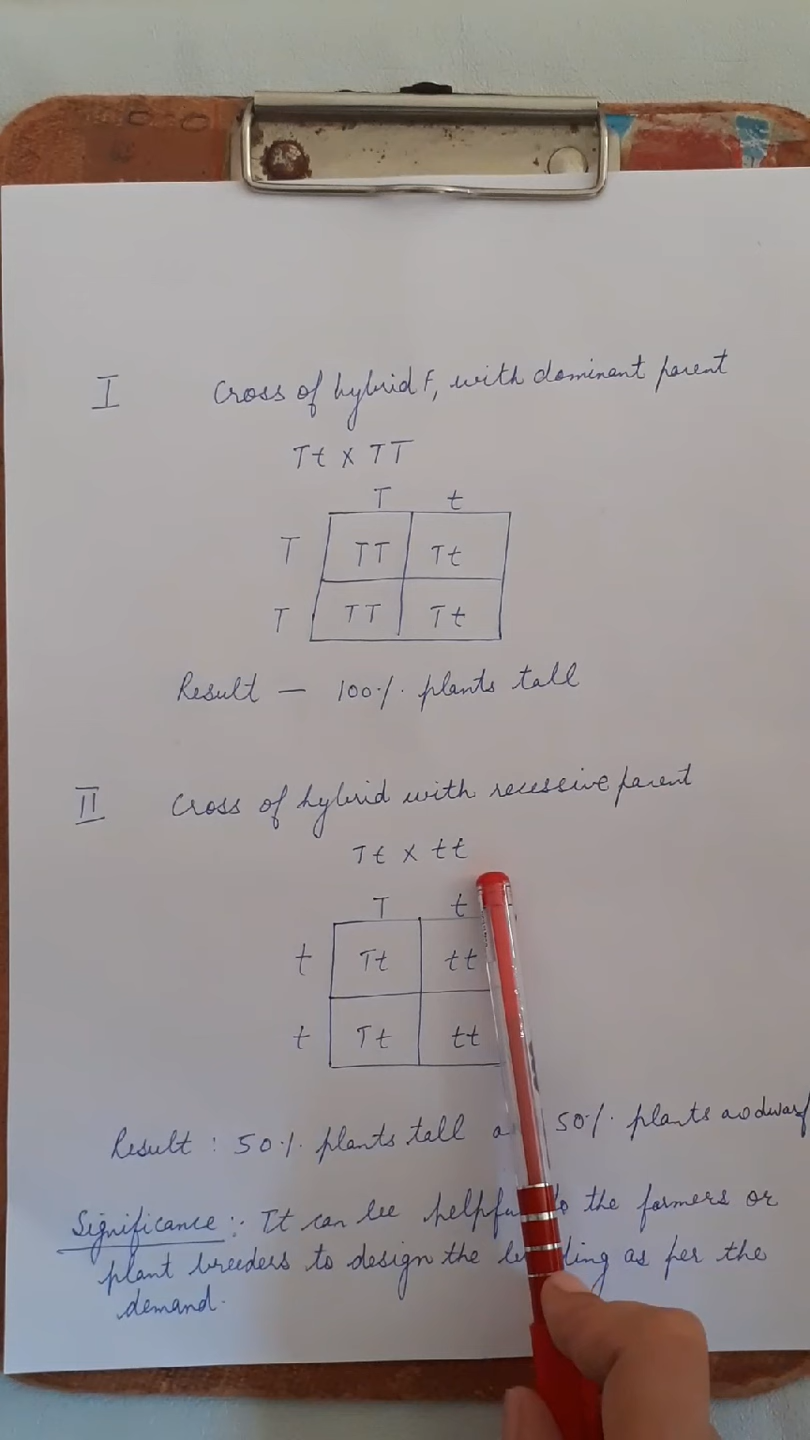 I Cross of hybrid F1 with dominant parent
Tt x TT
T t
T TT Tt
T TT Tt
Result — 100% plants tall
II Cross of hybrid with recessive parent
Tt x tt
T t
t Tt tt
t Tt tt
Result : 50% plants tall 50% plants as dwarf
Significance :- It can be to the farmers or
plant breeders to design the as per the
demand.